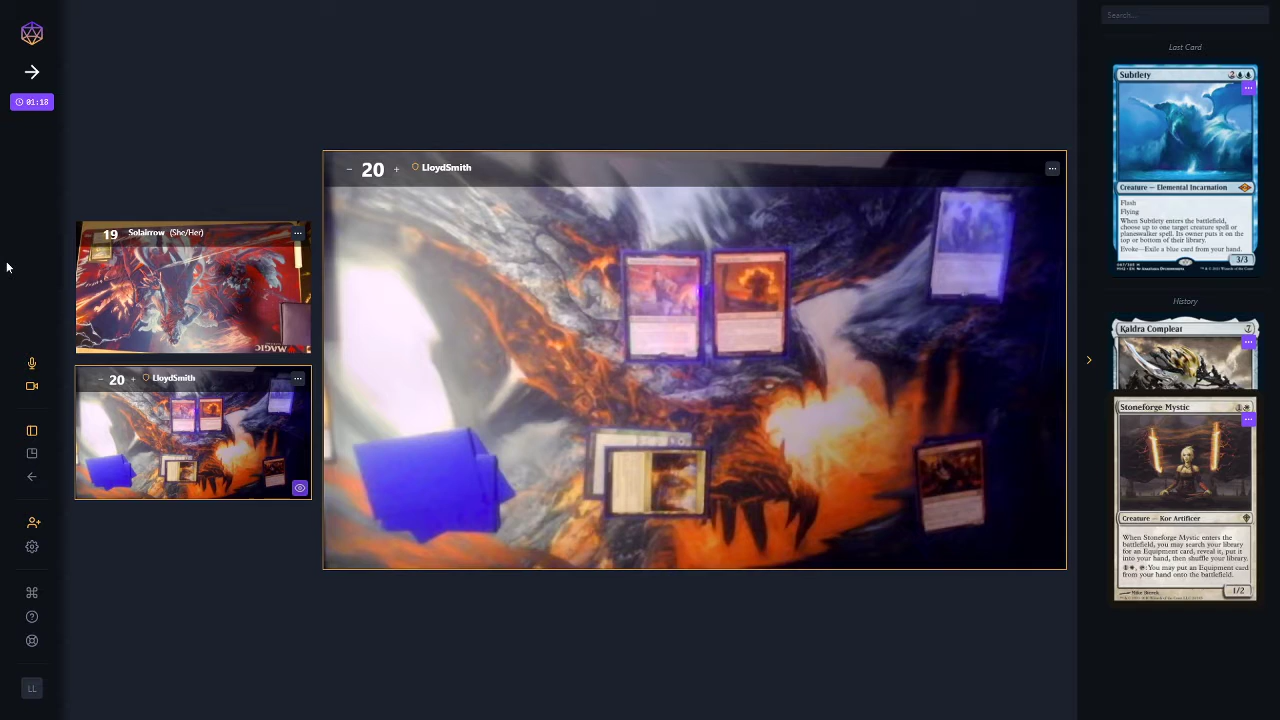 01:18
19 Solairrow (She/Her)
MAGIC
- 20 + LloydSmith
- 20 + LloydSmith
LL
Search...
Last Card
Subtlety 2
Creature — Elemental Incarnation
Flash
Flying
When Subtlety enters the battlefield,
choose up to one target creature spell or
planeswalker spell. Its owner puts it on the
top or bottom of their library.
Evoke—Exile a blue card from your hand.
3/3
History
Kaldra Compleat 7
Stoneforge Mystic 1
Creature — Kor Artificer
When Stoneforge Mystic enters the
battlefield, you may search your library
for an Equipment card, reveal it, put it
into your hand, then shuffle your library.
: You may put an Equipment card
from your hand onto the battlefield.
1/2